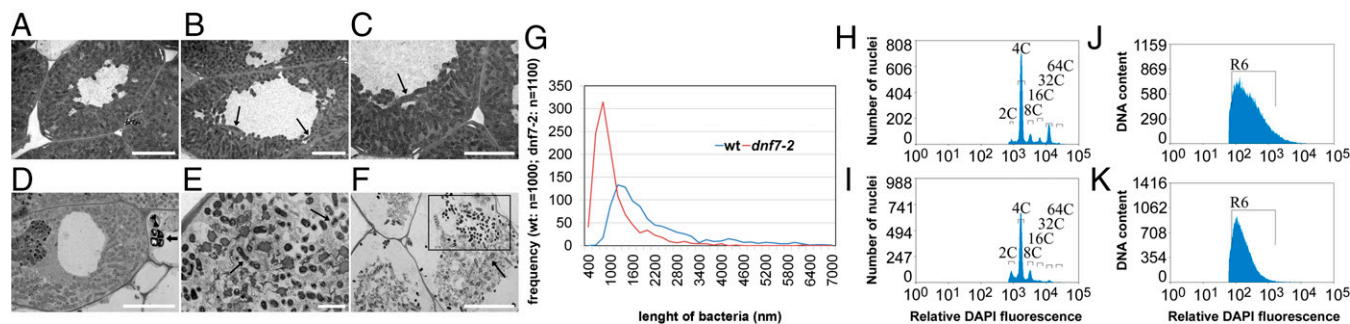 A
B
C
D
E
F
G
frequency (wt: n=1000; dnf7-2: n=1100)
350
300
250
200
150
100
50
0
wt dnf7-2
400
1000
1600
2200
2800
3400
4000
4600
5200
5800
6400
7000
lenght of bacteria (nm)
H
Number of nuclei
808
606
404
202
0
4C
64C
32C
16C
2C 8C
10⁰ 10¹ 10² 10³ 10⁴ 10⁵
I
Number of nuclei
988
741
494
247
0
4C
64C
32C
16C
2C 8C
10⁰ 10¹ 10² 10³ 10⁴ 10⁵
Relative DAPI fluorescence
J
DNA content
1159
869
580
290
0
R6
10⁰ 10¹ 10² 10³ 10⁴ 10⁵
K
DNA content
1416
1062
708
354
0
R6
10⁰ 10¹ 10² 10³ 10⁴ 10⁵
Relative DAPI fluorescence